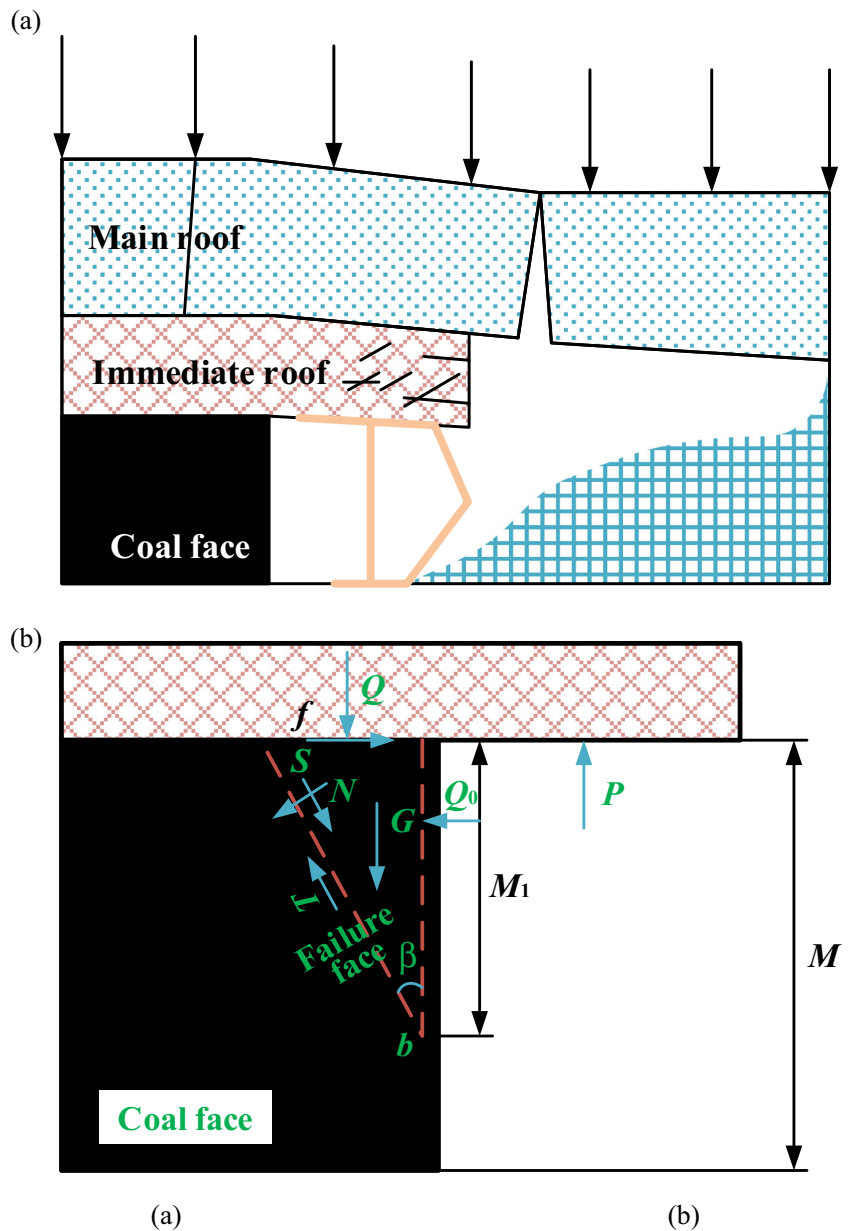 (a)
Main roof
Immediate roof
Coal face
(b)
Q
f
S
N
G
Q0
P
M1
T
Failure
face
β
M
b
Coal face
(a)
(b)